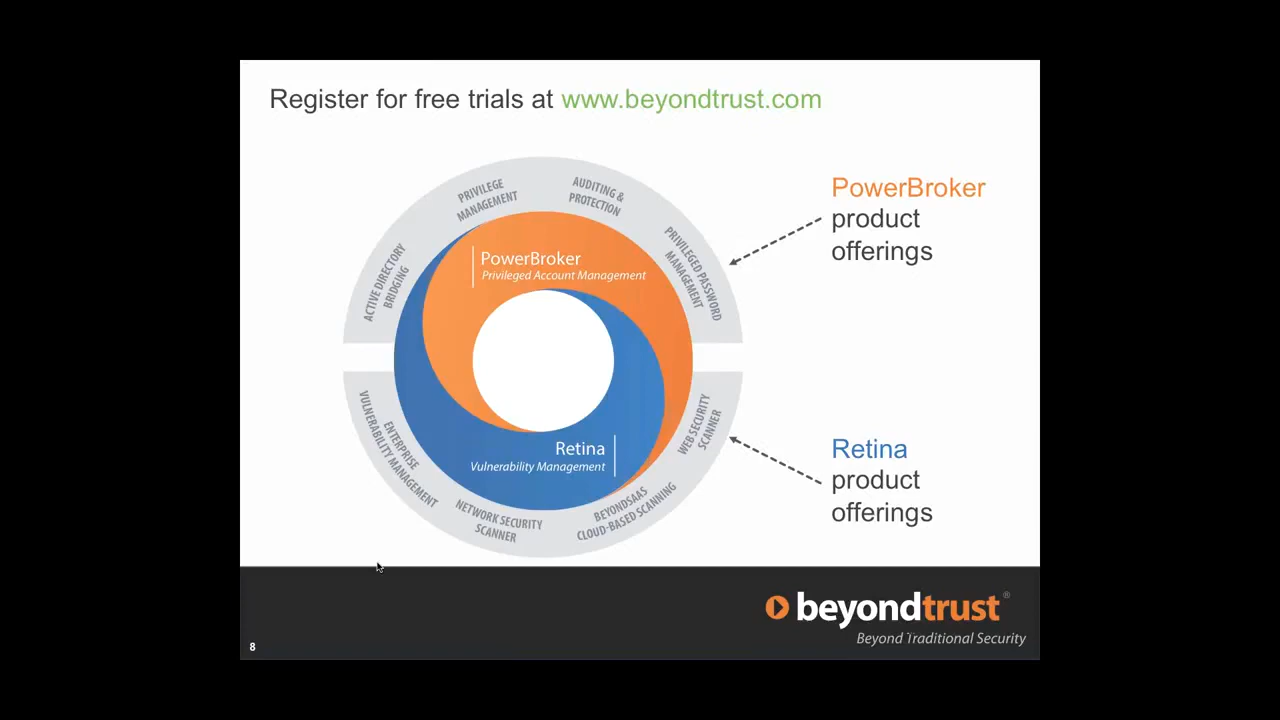 Register for free trials at www.beyondtrust.com
PRIVILEGE
MANAGEMENT
AUDITING &
PROTECTION
PowerBroker
product
offerings
ACTIVE DIRECTORY
BRIDGING
PRIVILEGED PASSWORD
MANAGEMENT
PowerBroker
Privileged Account Management
Retina
Vulnerability Management
ENTERPRISE
VULNERABILITY MANAGEMENT
WEB SECURITY
SCANNER
Retina
product
offerings
NETWORK SECURITY
SCANNER
BEYONDSAAS
CLOUD-BASED SCANNING
beyondtrust®
Beyond Traditional Security
8